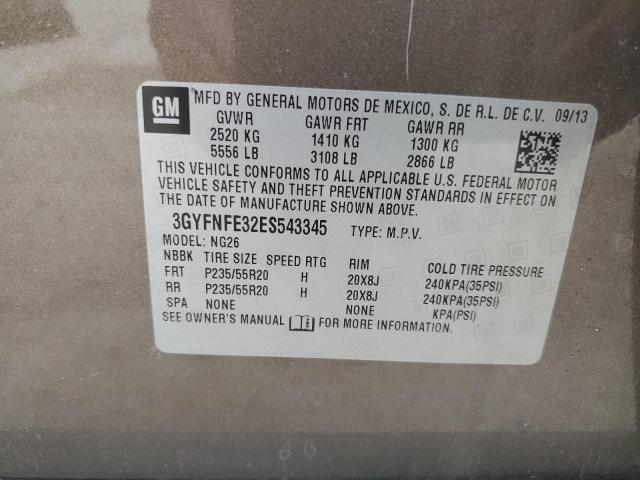 GM
MFD BY GENERAL MOTORS DE MEXICO, S. DE R.L. DE C.V. 09/13
GVWR GAWR FRT GAWR RR
2520 KG 1410 KG 1300 KG
5556 LB 3108 LB 2866 LB
THIS VEHICLE CONFORMS TO ALL APPLICABLE U.S. FEDERAL MOTOR
VEHICLE SAFETY AND THEFT PREVENTION STANDARDS IN EFFECT ON
THE DATE OF MANUFACTURE SHOWN ABOVE.
3GYFNFE32ES543345 TYPE: M.P.V.
MODEL: NG26
NBBK TIRE SIZE SPEED RTG RIM COLD TIRE PRESSURE
FRT P235/55R20 H 20X8J 240KPA(35PSI)
RR P235/55R20 H 20X8J 240KPA(35PSI)
SPA NONE NONE KPA(PSI)
SEE OWNER'S MANUAL FOR MORE INFORMATION.